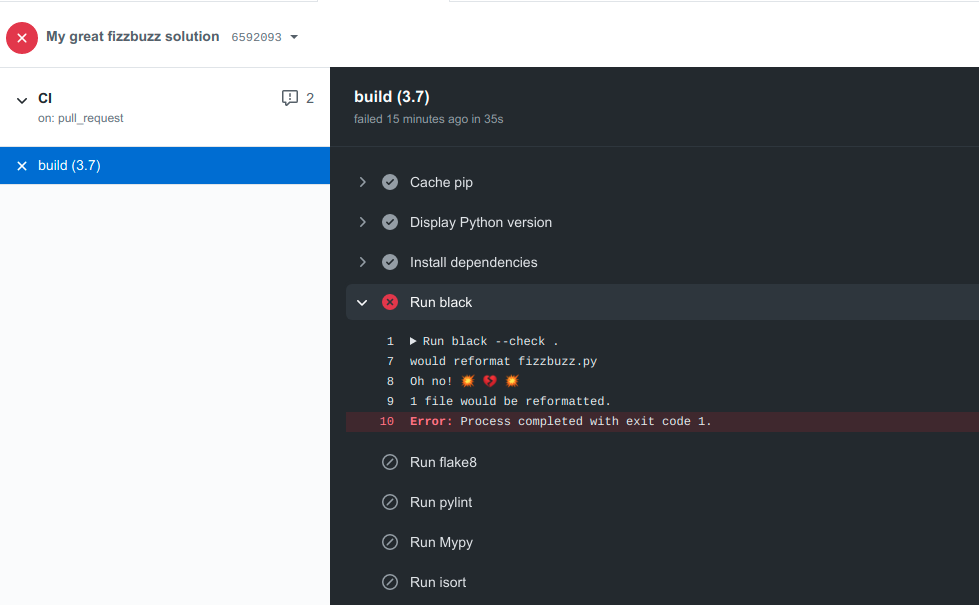 My great fizzbuzz solution 6592093
CI 2
on: pull_request
build (3.7)
build (3.7)
failed 15 minutes ago in 35s
Cache pip
Display Python version
Install dependencies
Run black
1 Run black --check .
7 would reformat fizzbuzz.py
8 Oh no! 💥 💔 💥
9 1 file would be reformatted.
10 Error: Process completed with exit code 1.
Run flake8
Run pylint
Run Mypy
Run isort